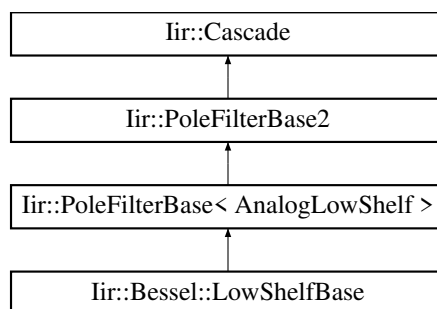 Iir::Cascade
Iir::PoleFilterBase2
Iir::PoleFilterBase< AnalogLowShelf >
Iir::Bessel::LowShelfBase